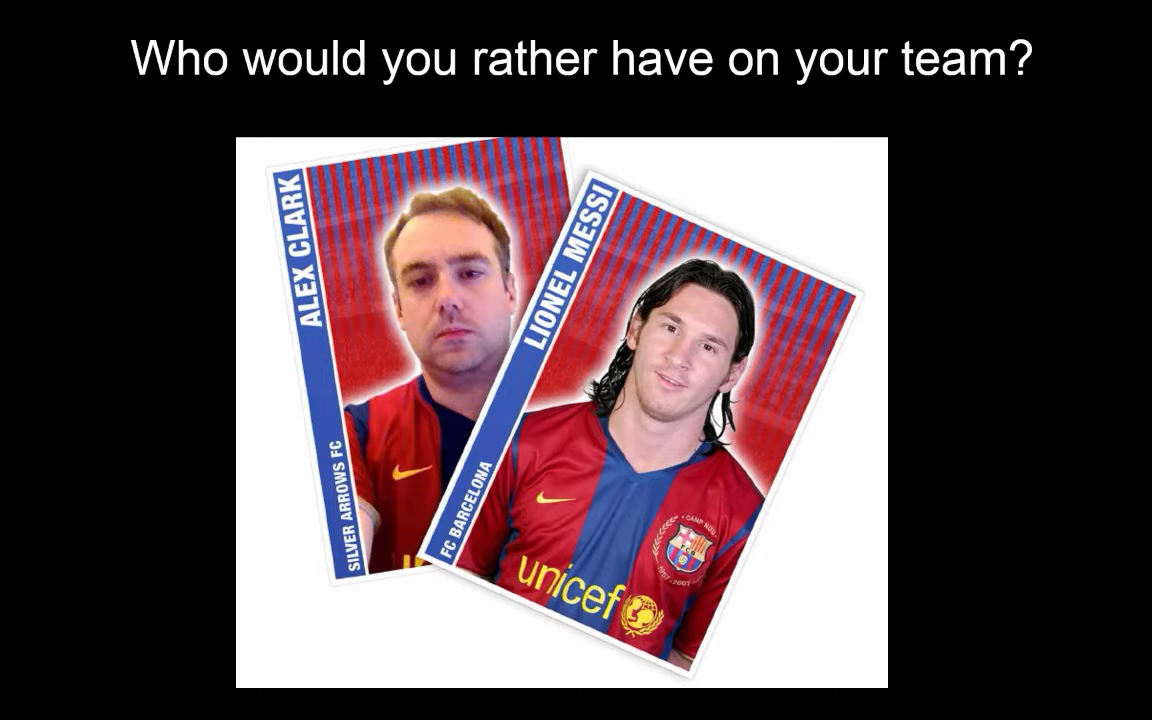 Who would you rather have on your team?
ALEX CLARK
SILVER ARROWS FC
LIONEL MESSI
FC BARCELONA
unicef